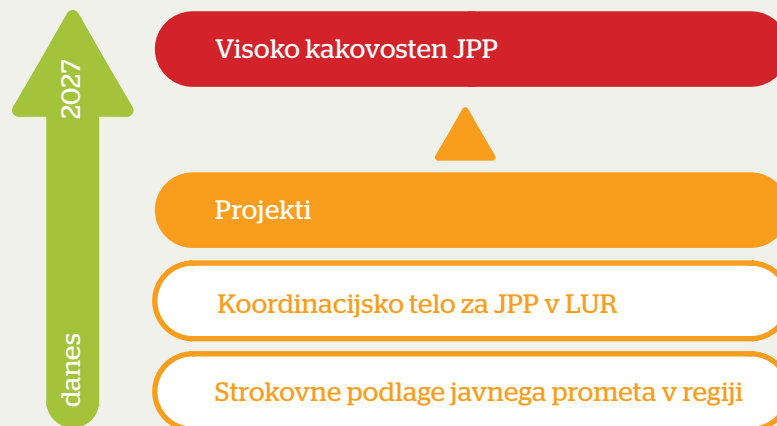 2027
danes
Visoko kakovosten JPP
Projekti
Koordinacijsko telo za JPP v LUR
Strokovne podlage javnega prometa v regiji